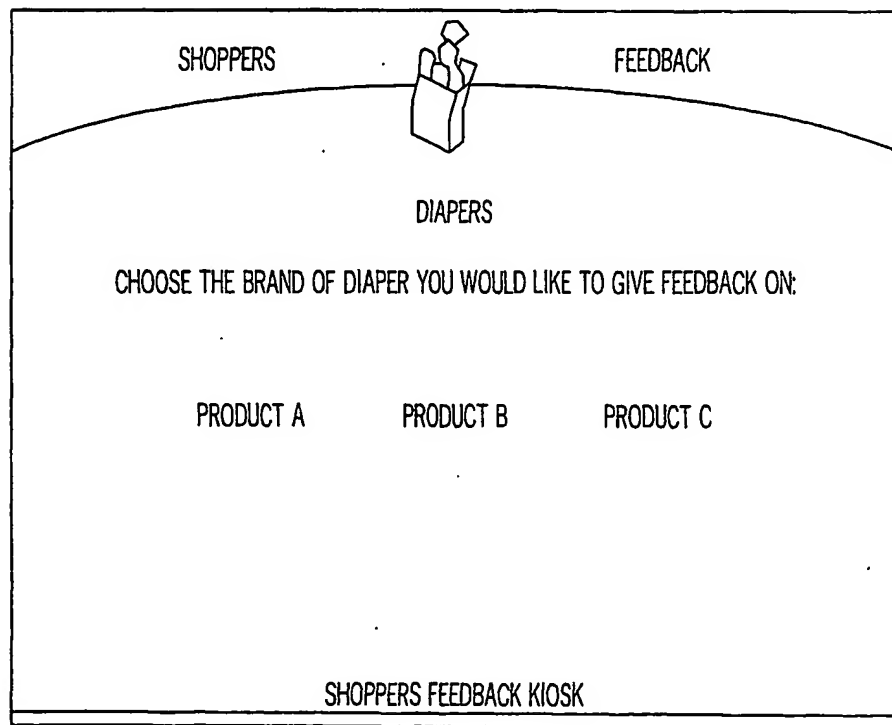 SHOPPERS FEEDBACK
DIAPERS
CHOOSE THE BRAND OF DIAPER YOU WOULD LIKE TO GIVE FEEDBACK ON:
PRODUCT A PRODUCT B PRODUCT C
SHOPPERS FEEDBACK KIOSK